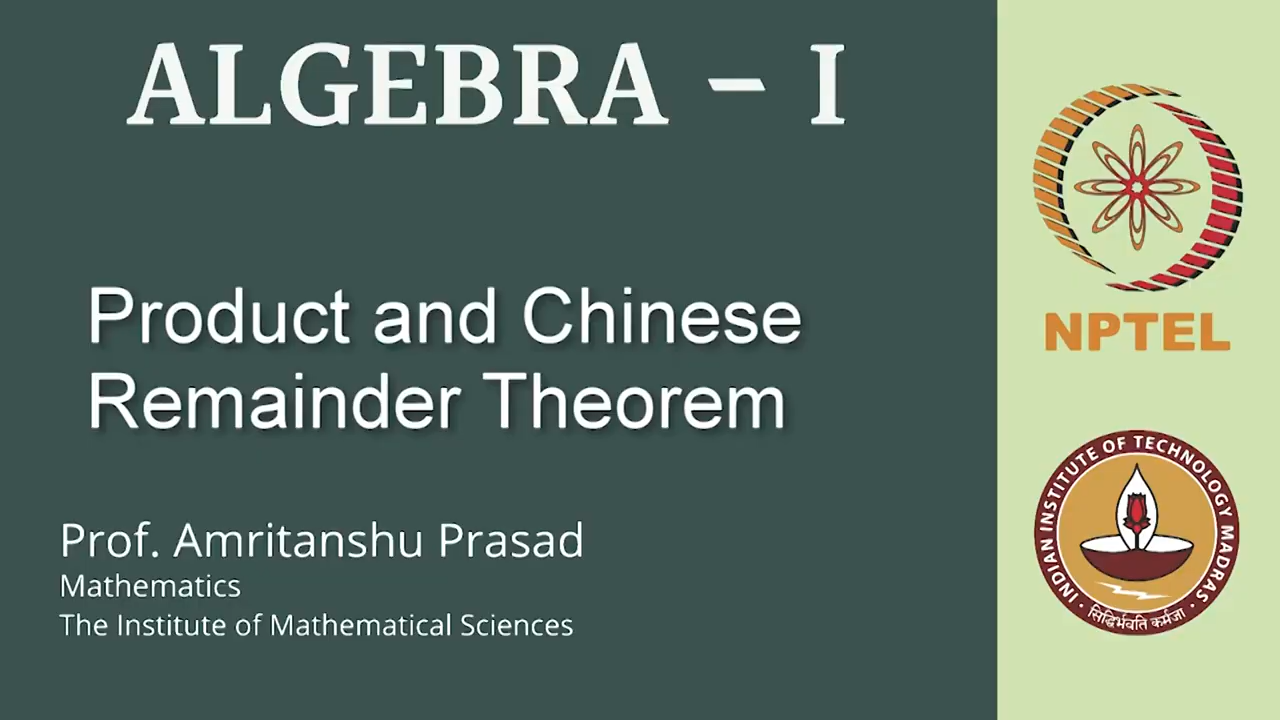 ALGEBRA – I
Product and Chinese
Remainder Theorem
Prof. Amritanshu Prasad
Mathematics
The Institute of Mathematical Sciences
NPTEL
INDIAN INSTITUTE OF TECHNOLOGY MADRAS
सिद्धिर्भवति कर्मजा